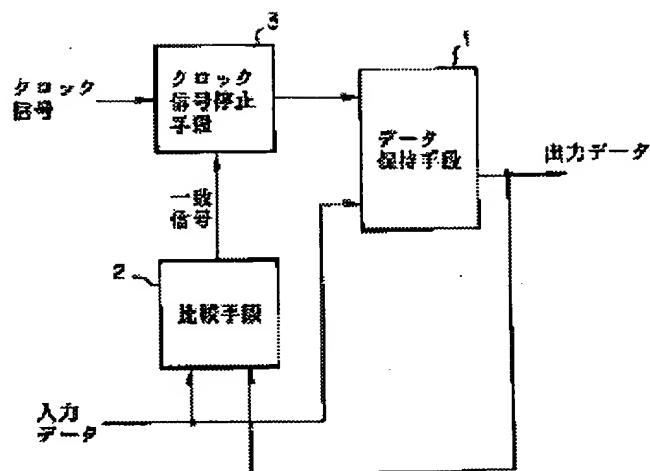 3
1
クロック
信号
クロック
信号停止
手段
データ
保持手段
出力データ
一致
信号
2
比較手段
入力
データ